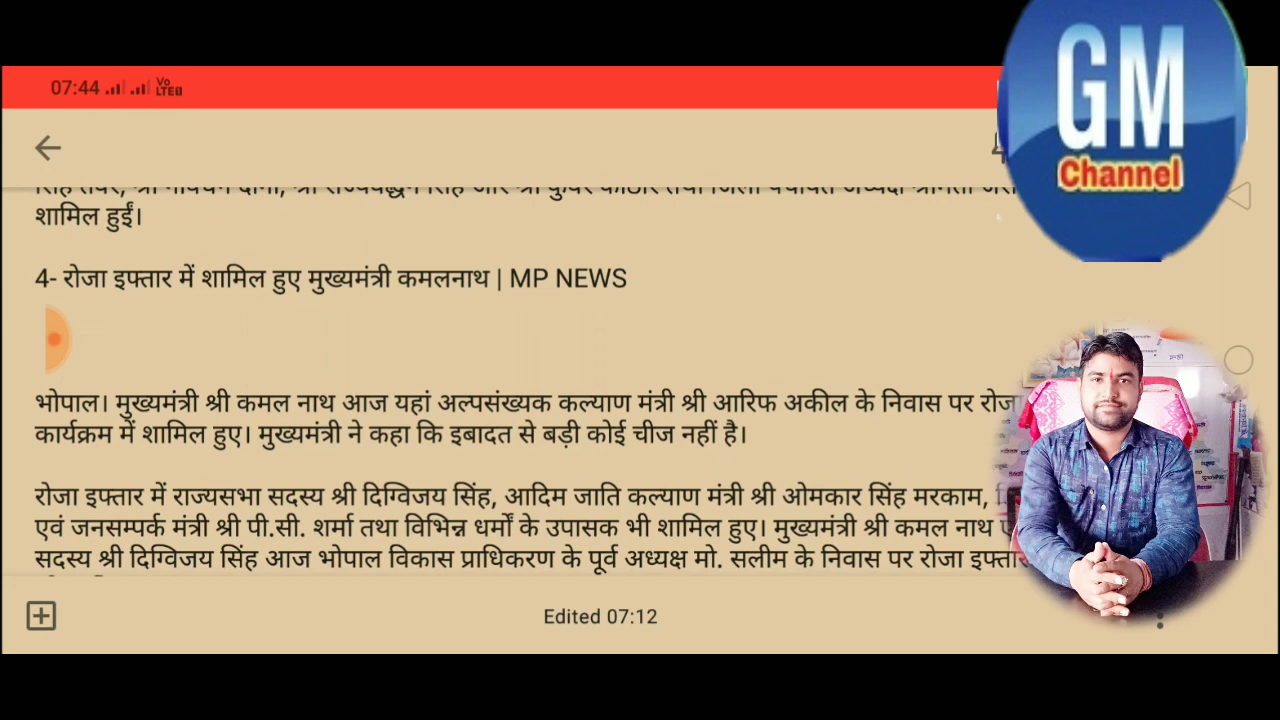 07:44
Vo
LTE
GM
Channel
शामिल हुईं।
4- रोजा इफ्तार में शामिल हुए मुख्यमंत्री कमलनाथ | MP NEWS
भोपाल। मुख्यमंत्री श्री कमल नाथ आज यहां अल्पसंख्यक कल्याण मंत्री श्री आरिफ अकील के निवास पर
कार्यक्रम में शामिल हुए। मुख्यमंत्री ने कहा कि इबादत से बड़ी कोई चीज नहीं है।
रोजा इफ्तार में राज्यसभा सदस्य श्री दिग्विजय सिंह, आदिम जाति कल्याण मंत्री श्री ओमकार सिंह मरकाम,
एवं जनसम्पर्क मंत्री श्री पी.सी. शर्मा तथा विभिन्न धर्मों के उपासक भी शामिल हुए। मुख्यमंत्री श्री कमल नाथ
सदस्य श्री दिग्विजय सिंह आज भोपाल विकास प्राधिकरण के पूर्व अध्यक्ष मो. सलीम के निवास पर रोजा इफ्तार
Edited 07:12